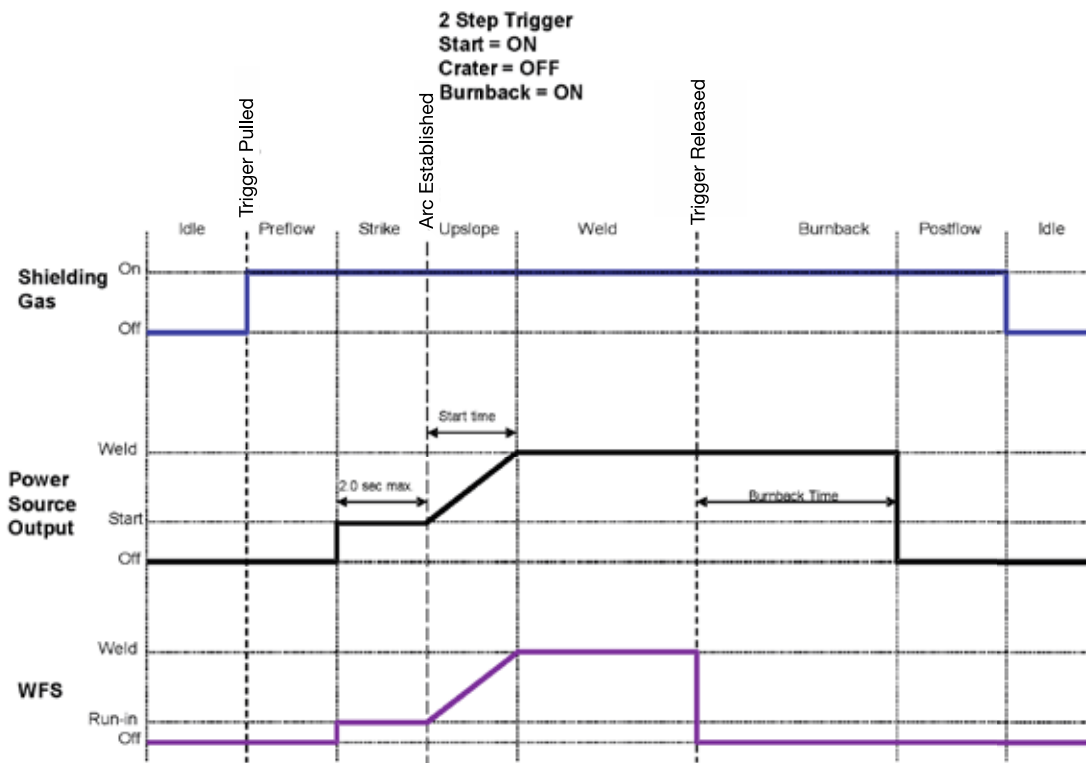 2 Step Trigger
Start = ON
Crater = OFF
Burnback = ON
Trigger Pulled
Arc Established
Trigger Released
Idle
Preflow
Strike
Upslope
Weld
Burnback
Postflow
Idle
Shielding
Gas
On
Off
Start time
Weld
2.0 sec max.
Burnback Time
Power
Source
Output
Start
Off
Weld
WFS
Run-in
Off